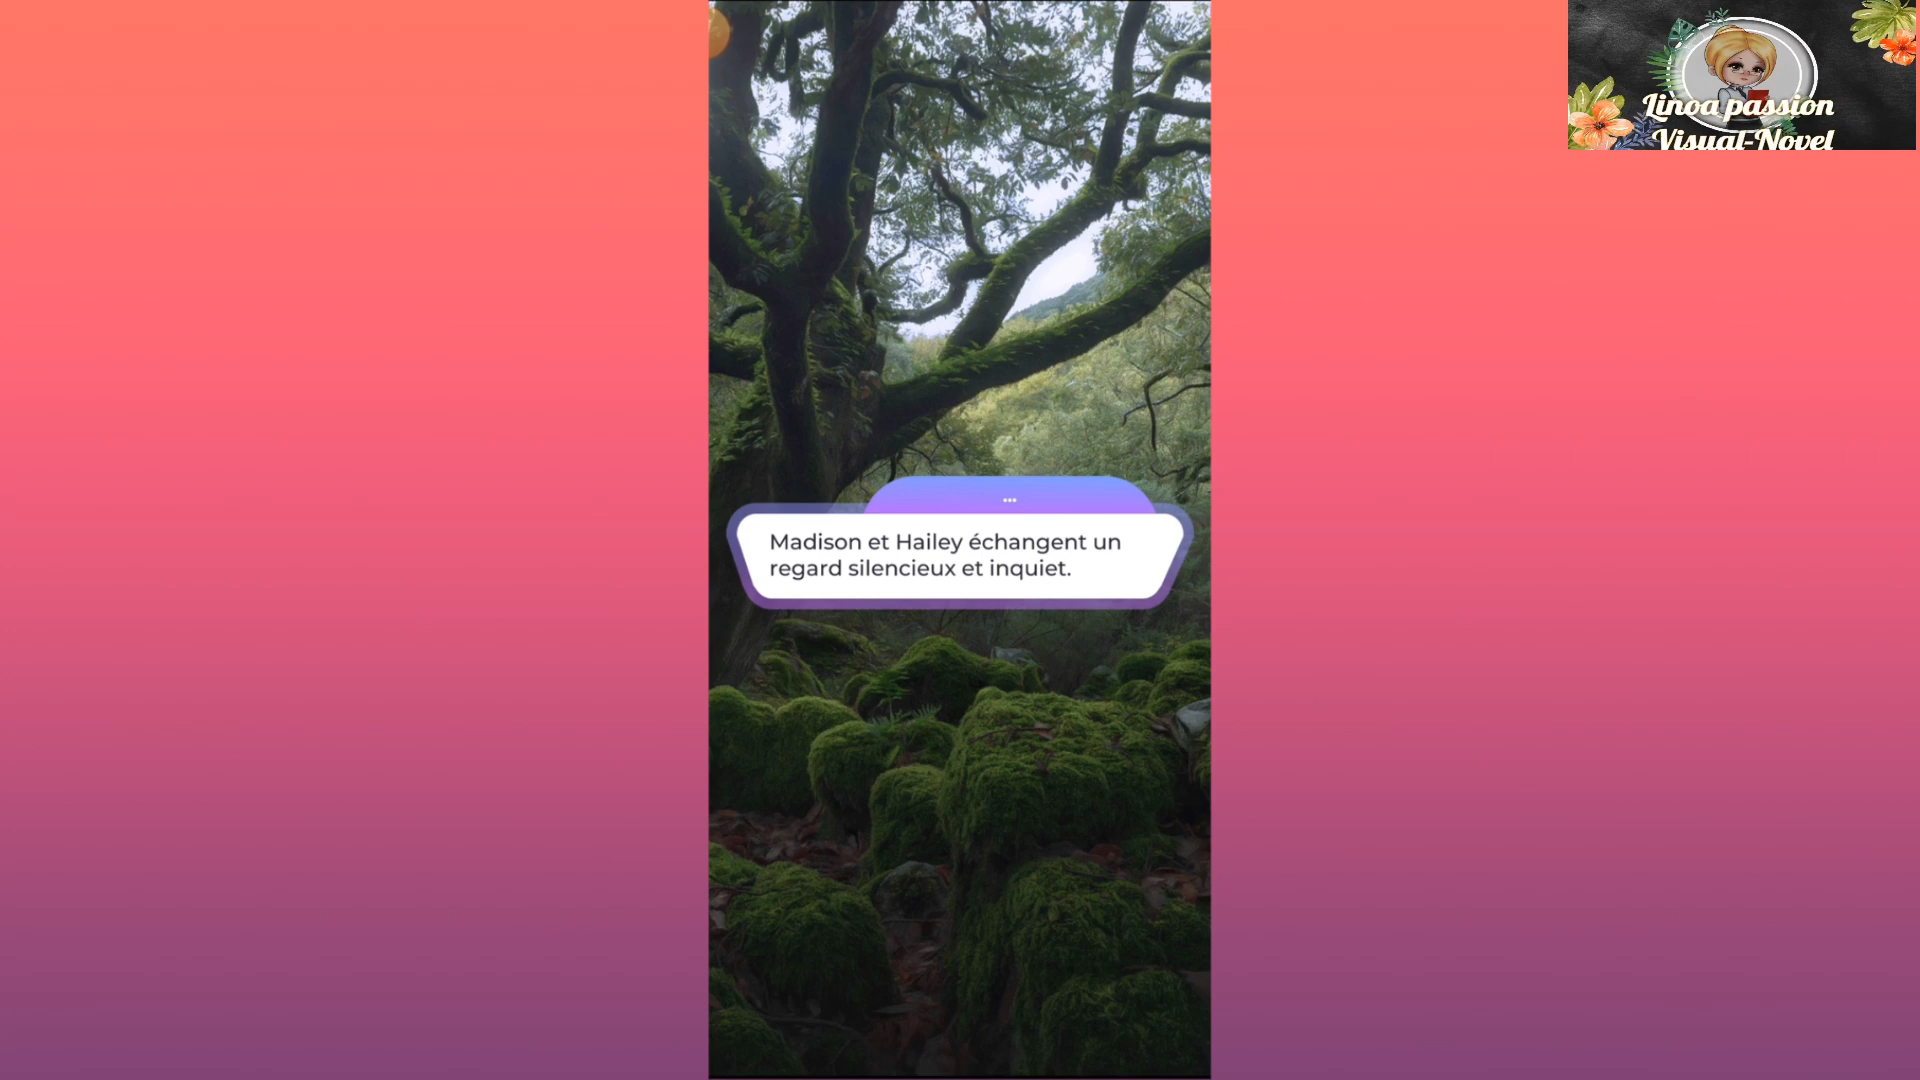 Linoa passion
Visual-Novel
...
Madison et Hailey échangent un
regard silencieux et inquiet.